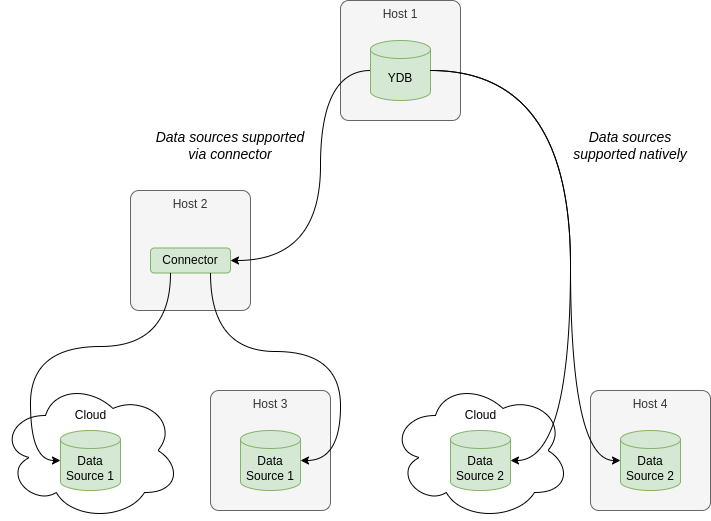 Host 1
YDB
Data sources supported
via connector
Data sources
supported natively
Host 2
Connector
Cloud
Data
Source 1
Host 3
Data
Source 1
Cloud
Data
Source 2
Host 4
Data
Source 2